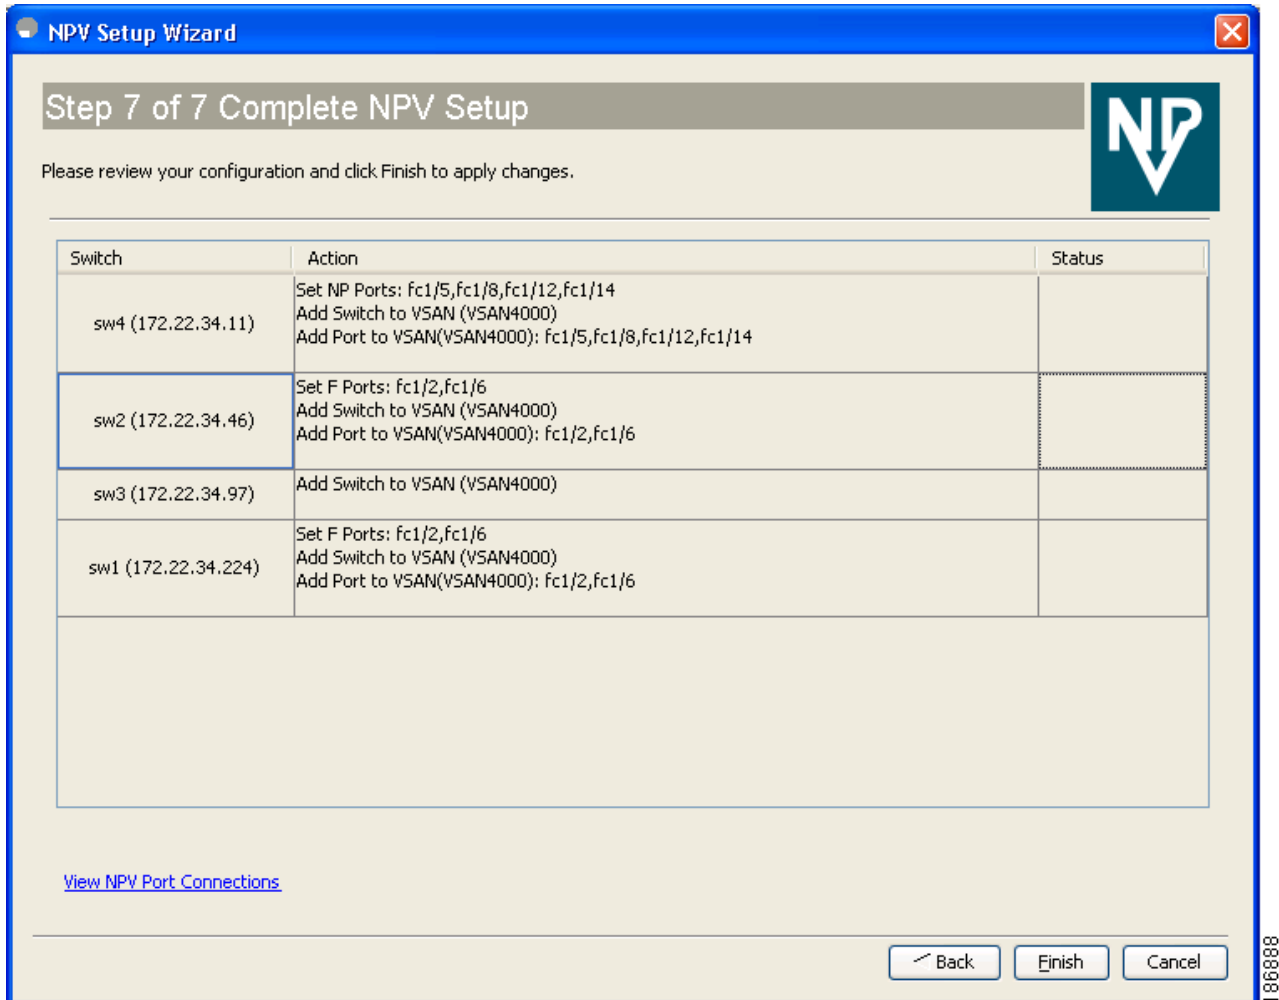 NPV Setup Wizard
Step 7 of 7 Complete NPV Setup
NPV
Please review your configuration and click Finish to apply changes.
Switch Action Status
sw4 (172.22.34.11)
Set NP Ports: fc1/5,fc1/8,fc1/12,fc1/14
Add Switch to VSAN (VSAN4000)
Add Port to VSAN(VSAN4000): fc1/5,fc1/8,fc1/12,fc1/14
sw2 (172.22.34.46)
Set F Ports: fc1/2,fc1/6
Add Switch to VSAN (VSAN4000)
Add Port to VSAN(VSAN4000): fc1/2,fc1/6
sw3 (172.22.34.97)
Add Switch to VSAN (VSAN4000)
sw1 (172.22.34.224)
Set F Ports: fc1/2,fc1/6
Add Switch to VSAN (VSAN4000)
Add Port to VSAN(VSAN4000): fc1/2,fc1/6
View NPV Port Connections
Back Finish Cancel
186888